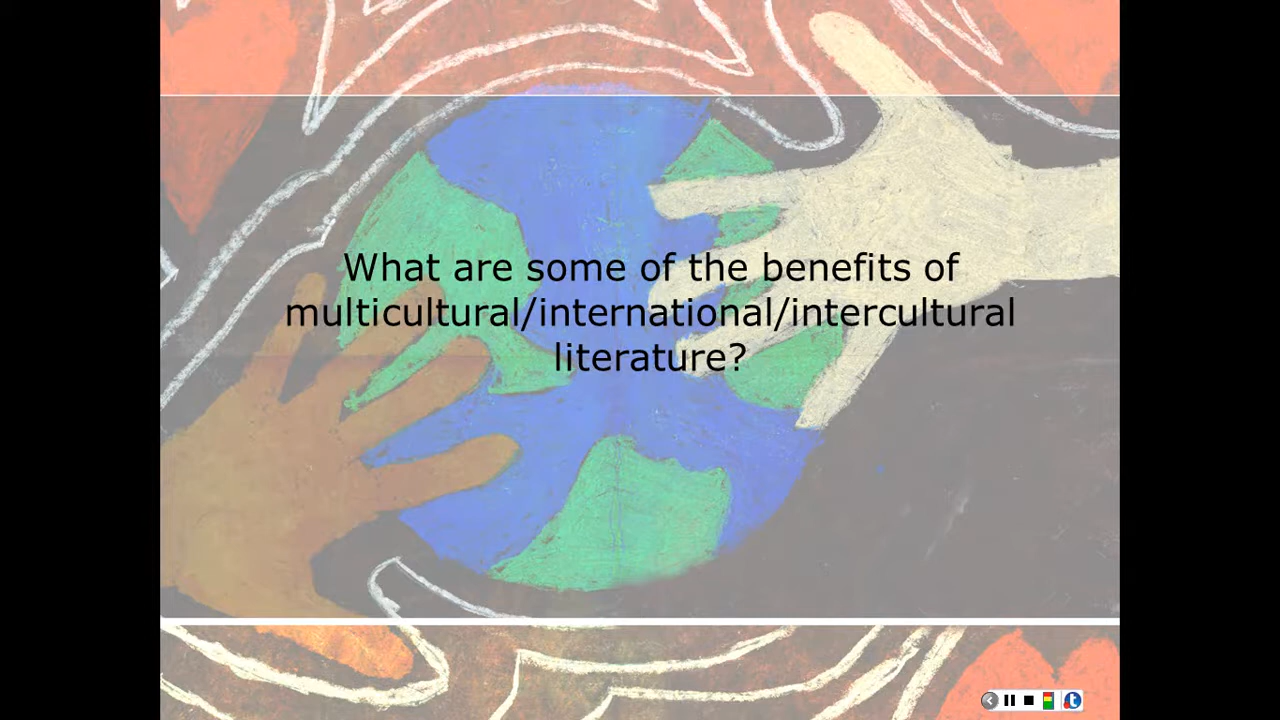 What are some of the benefits of
multicultural/international/intercultural
literature?